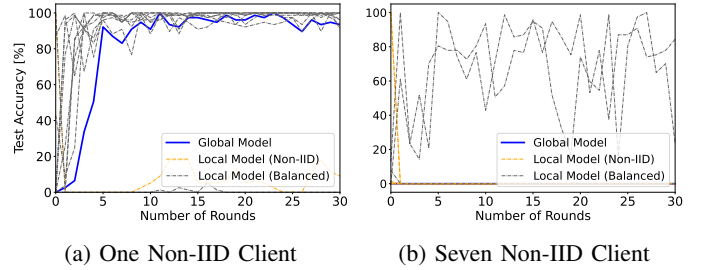 100
80
60
40
20
0
Test Accuracy [%]
0 5 10 15 20 25 30
Number of Rounds
Global Model
Local Model (Non-IID)
Local Model (Balanced)
(a) One Non-IID Client
100
80
60
40
20
0
0 5 10 15 20 25 30
Number of Rounds
Global Model
Local Model (Non-IID)
Local Model (Balanced)
(b) Seven Non-IID Client